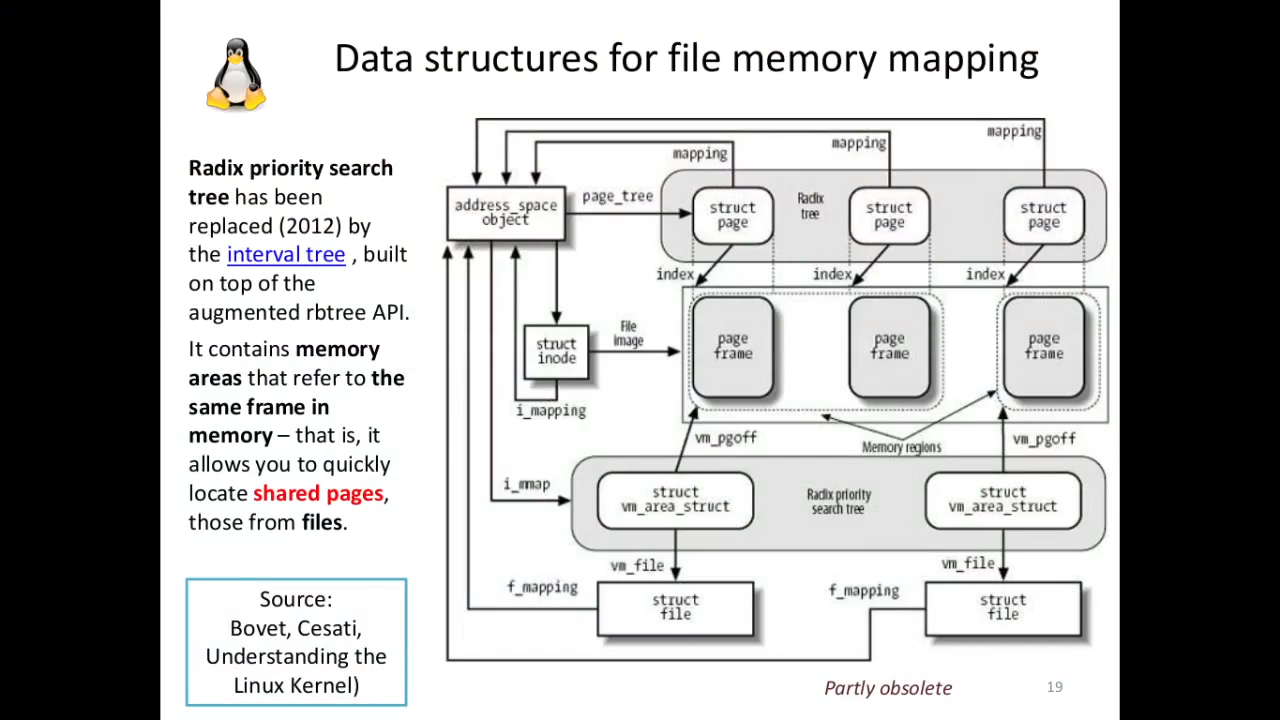 Data structures for file memory mapping
Radix priority search
tree has been
replaced (2012) by
the interval tree , built
on top of the
augmented rbtree API.
It contains memory
areas that refer to the
same frame in
memory – that is, it
allows you to quickly
locate shared pages,
those from files.
Source:
Bovet, Cesati,
Understanding the
Linux Kernel)
mapping
mapping
mapping
address_space
object
page_tree
struct
page
Radix
tree
struct
page
struct
page
index
index
index
struct
inode
File
image
page
frame
page
frame
page
frame
i_mapping
vm_pgoff
Memory regions
vm_pgoff
i_mmap
struct
vm_area_struct
Radix priority
search tree
struct
vm_area_struct
vm_file
vm_file
f_mapping
struct
file
f_mapping
struct
file
Partly obsolete
19